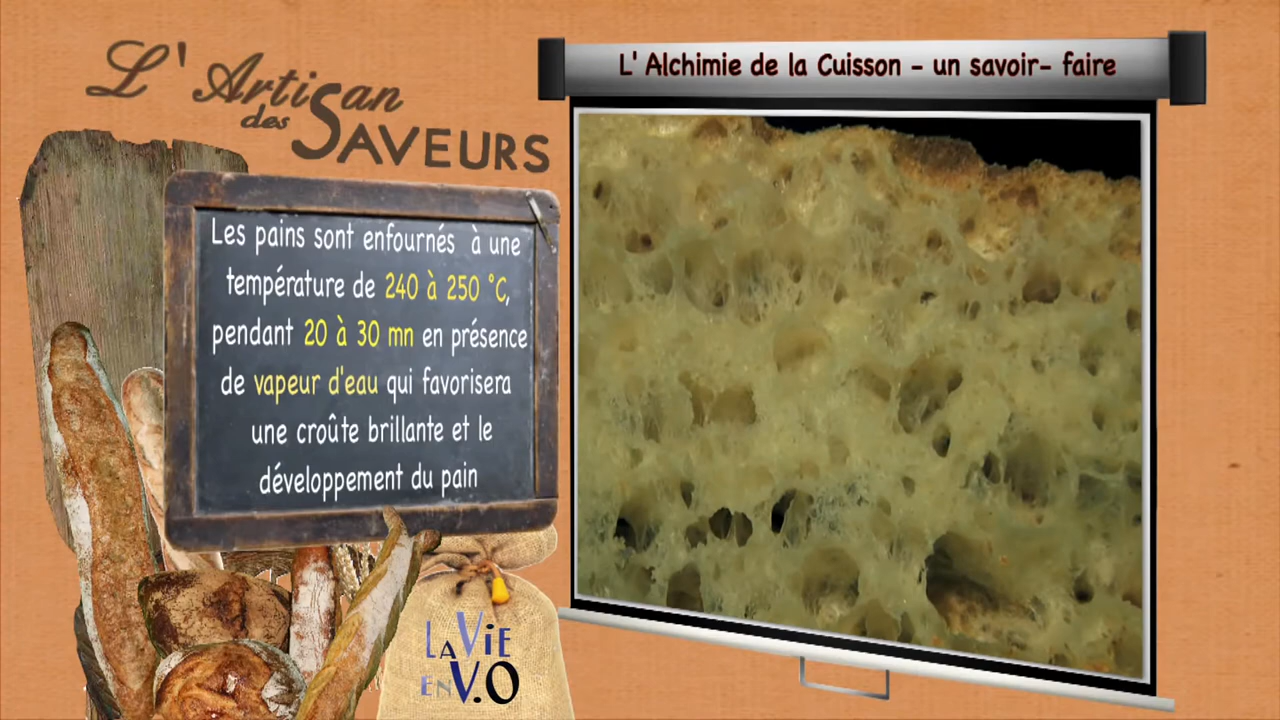 L' Artisan
des SAVEURS
L' Alchimie de la Cuisson - un savoir- faire
Les pains sont enfournés à une
température de 240 à 250 °C,
pendant 20 à 30 mn en présence
de vapeur d'eau qui favorisera
une croûte brillante et le
développement du pain
LA ViE
EN V.O